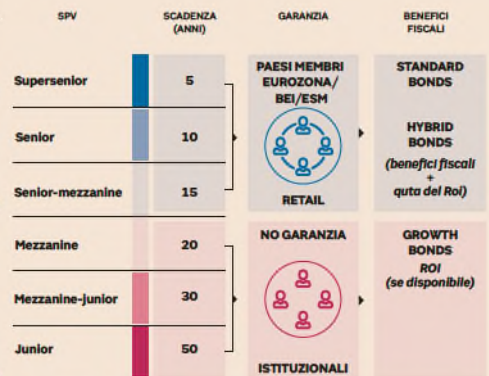 SPV
SCADENZA
(ANNI)
GARANZIA
BENEFICI
FISCALI
Supersenior
5
Senior
10
Senior-mezzanine
15
Mezzanine
20
Mezzanine-junior
30
Junior
50
PAESI MEMBRI
EUROZONA/
BEI/ESM
RETAIL
NO GARANZIA
ISTITUZIONALI
STANDARD
BONDS
HYBRID
BONDS
(benefici fiscali
+
quta del Roi)
GROWTH
BONDS
ROI
(se disponibile)